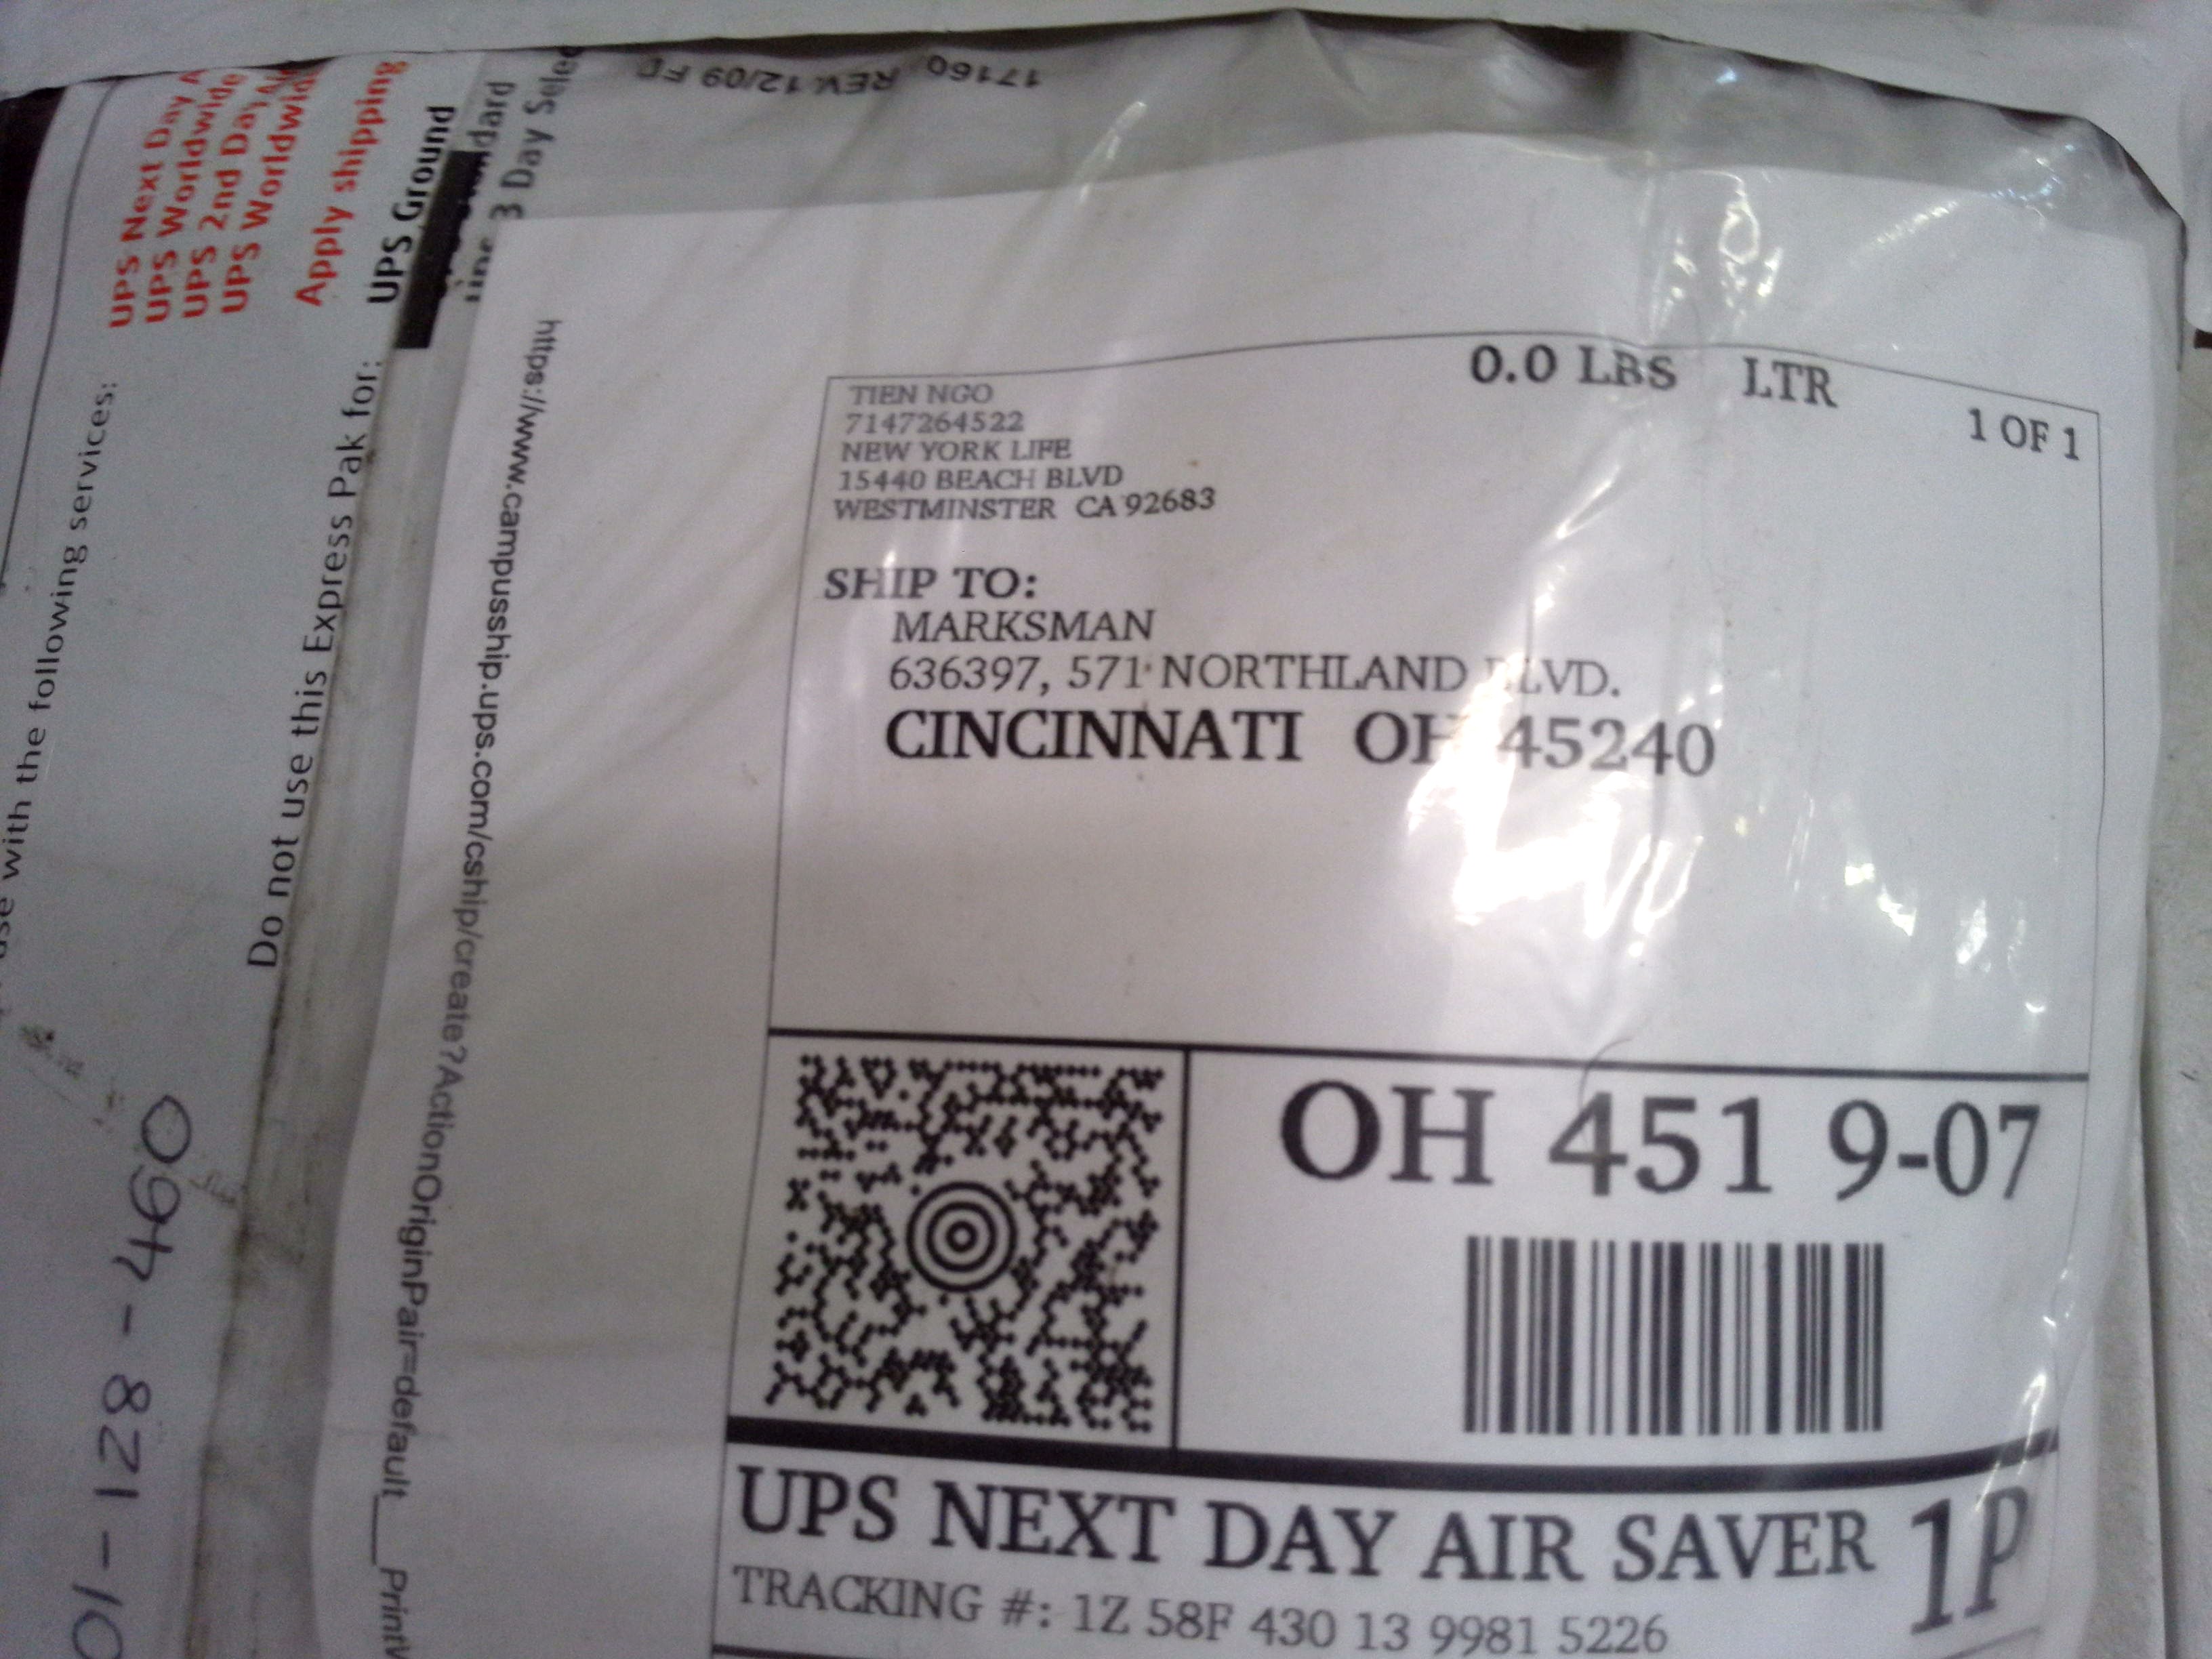 17160 REV. 12/09
UPS Next Day
UPS Worldwide
UPS 2nd Day
UPS Worldwide
Apply shipping
UPS Ground
3 Day
with the following services:
Do not use this Express Pak for:
01-128-460
https://www.campusship.ups.com/cship/create?ActionOriginPair=default___
0.0 LBS LTR
1 OF 1
TIEN NGO
7147264522
NEW YORK LIFE
15440 BEACH BLVD
WESTMINSTER CA 92683
SHIP TO:
MARKSMAN
636397, 571 NORTHLAND BLVD.
CINCINNATI OH 45240
OH 451 9-07
UPS NEXT DAY AIR SAVER 1P
TRACKING #: 1Z 58F 430 13 9981 5226